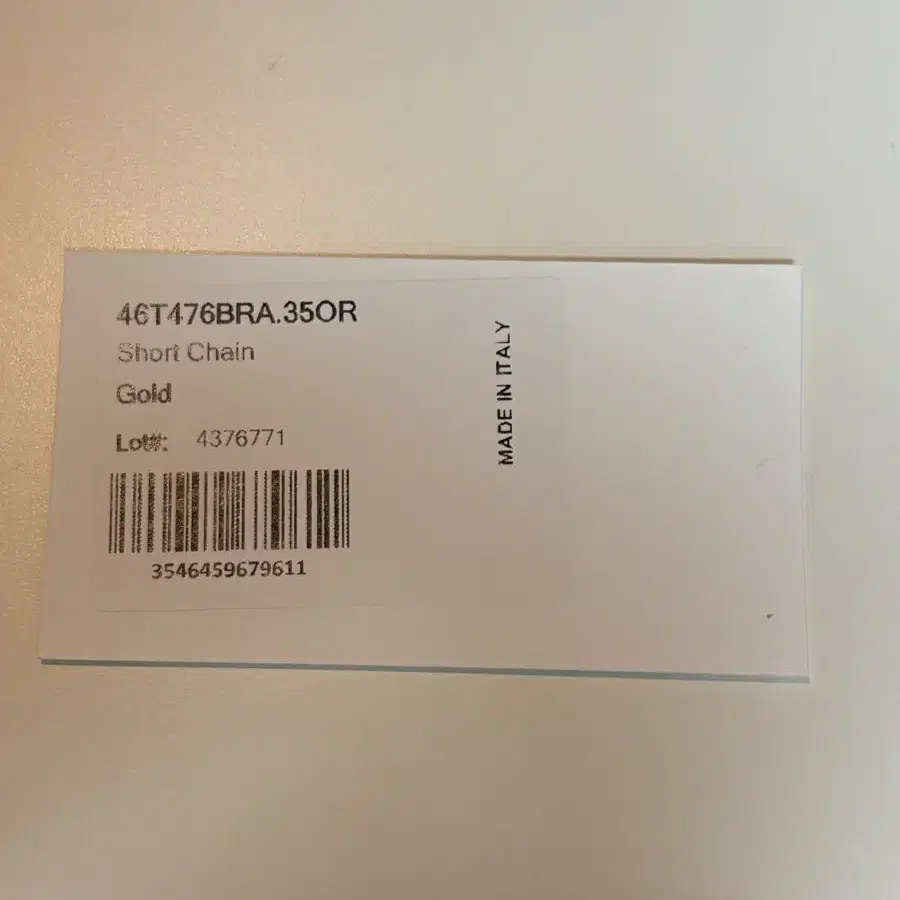 46T476BRA.35OR
Short Chain
Gold
Lot#: 4376771
3546459679611
MADE IN ITALY